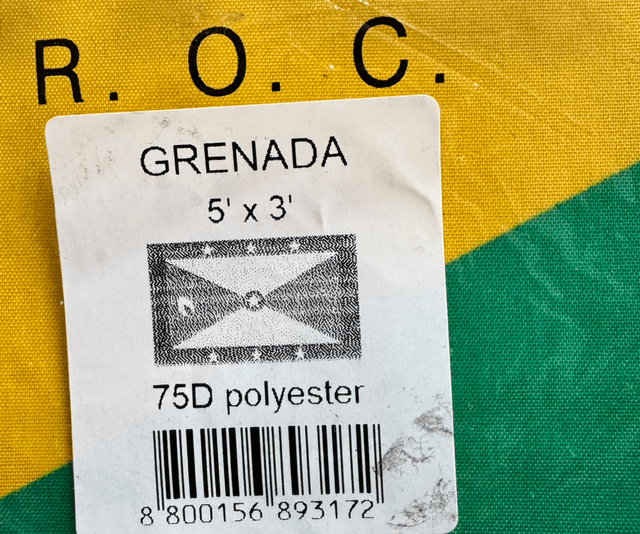 R. O. C.
GRENADA
5' x 3'
75D polyester
8 800156 893172